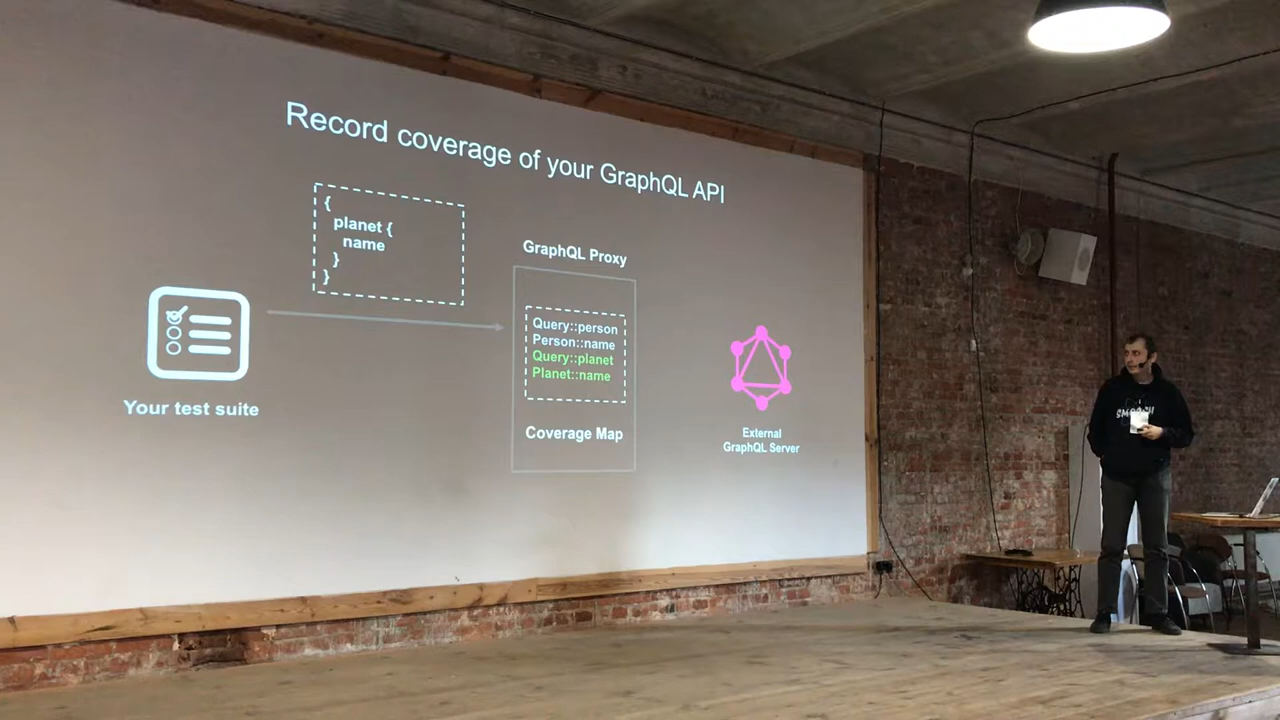 Record coverage of your GraphQL API
{
planet {
name
}
}
GraphQL Proxy
Query::person
Person::name
Query::planet
Planet::name
Coverage Map
Your test suite
External
GraphQL Server